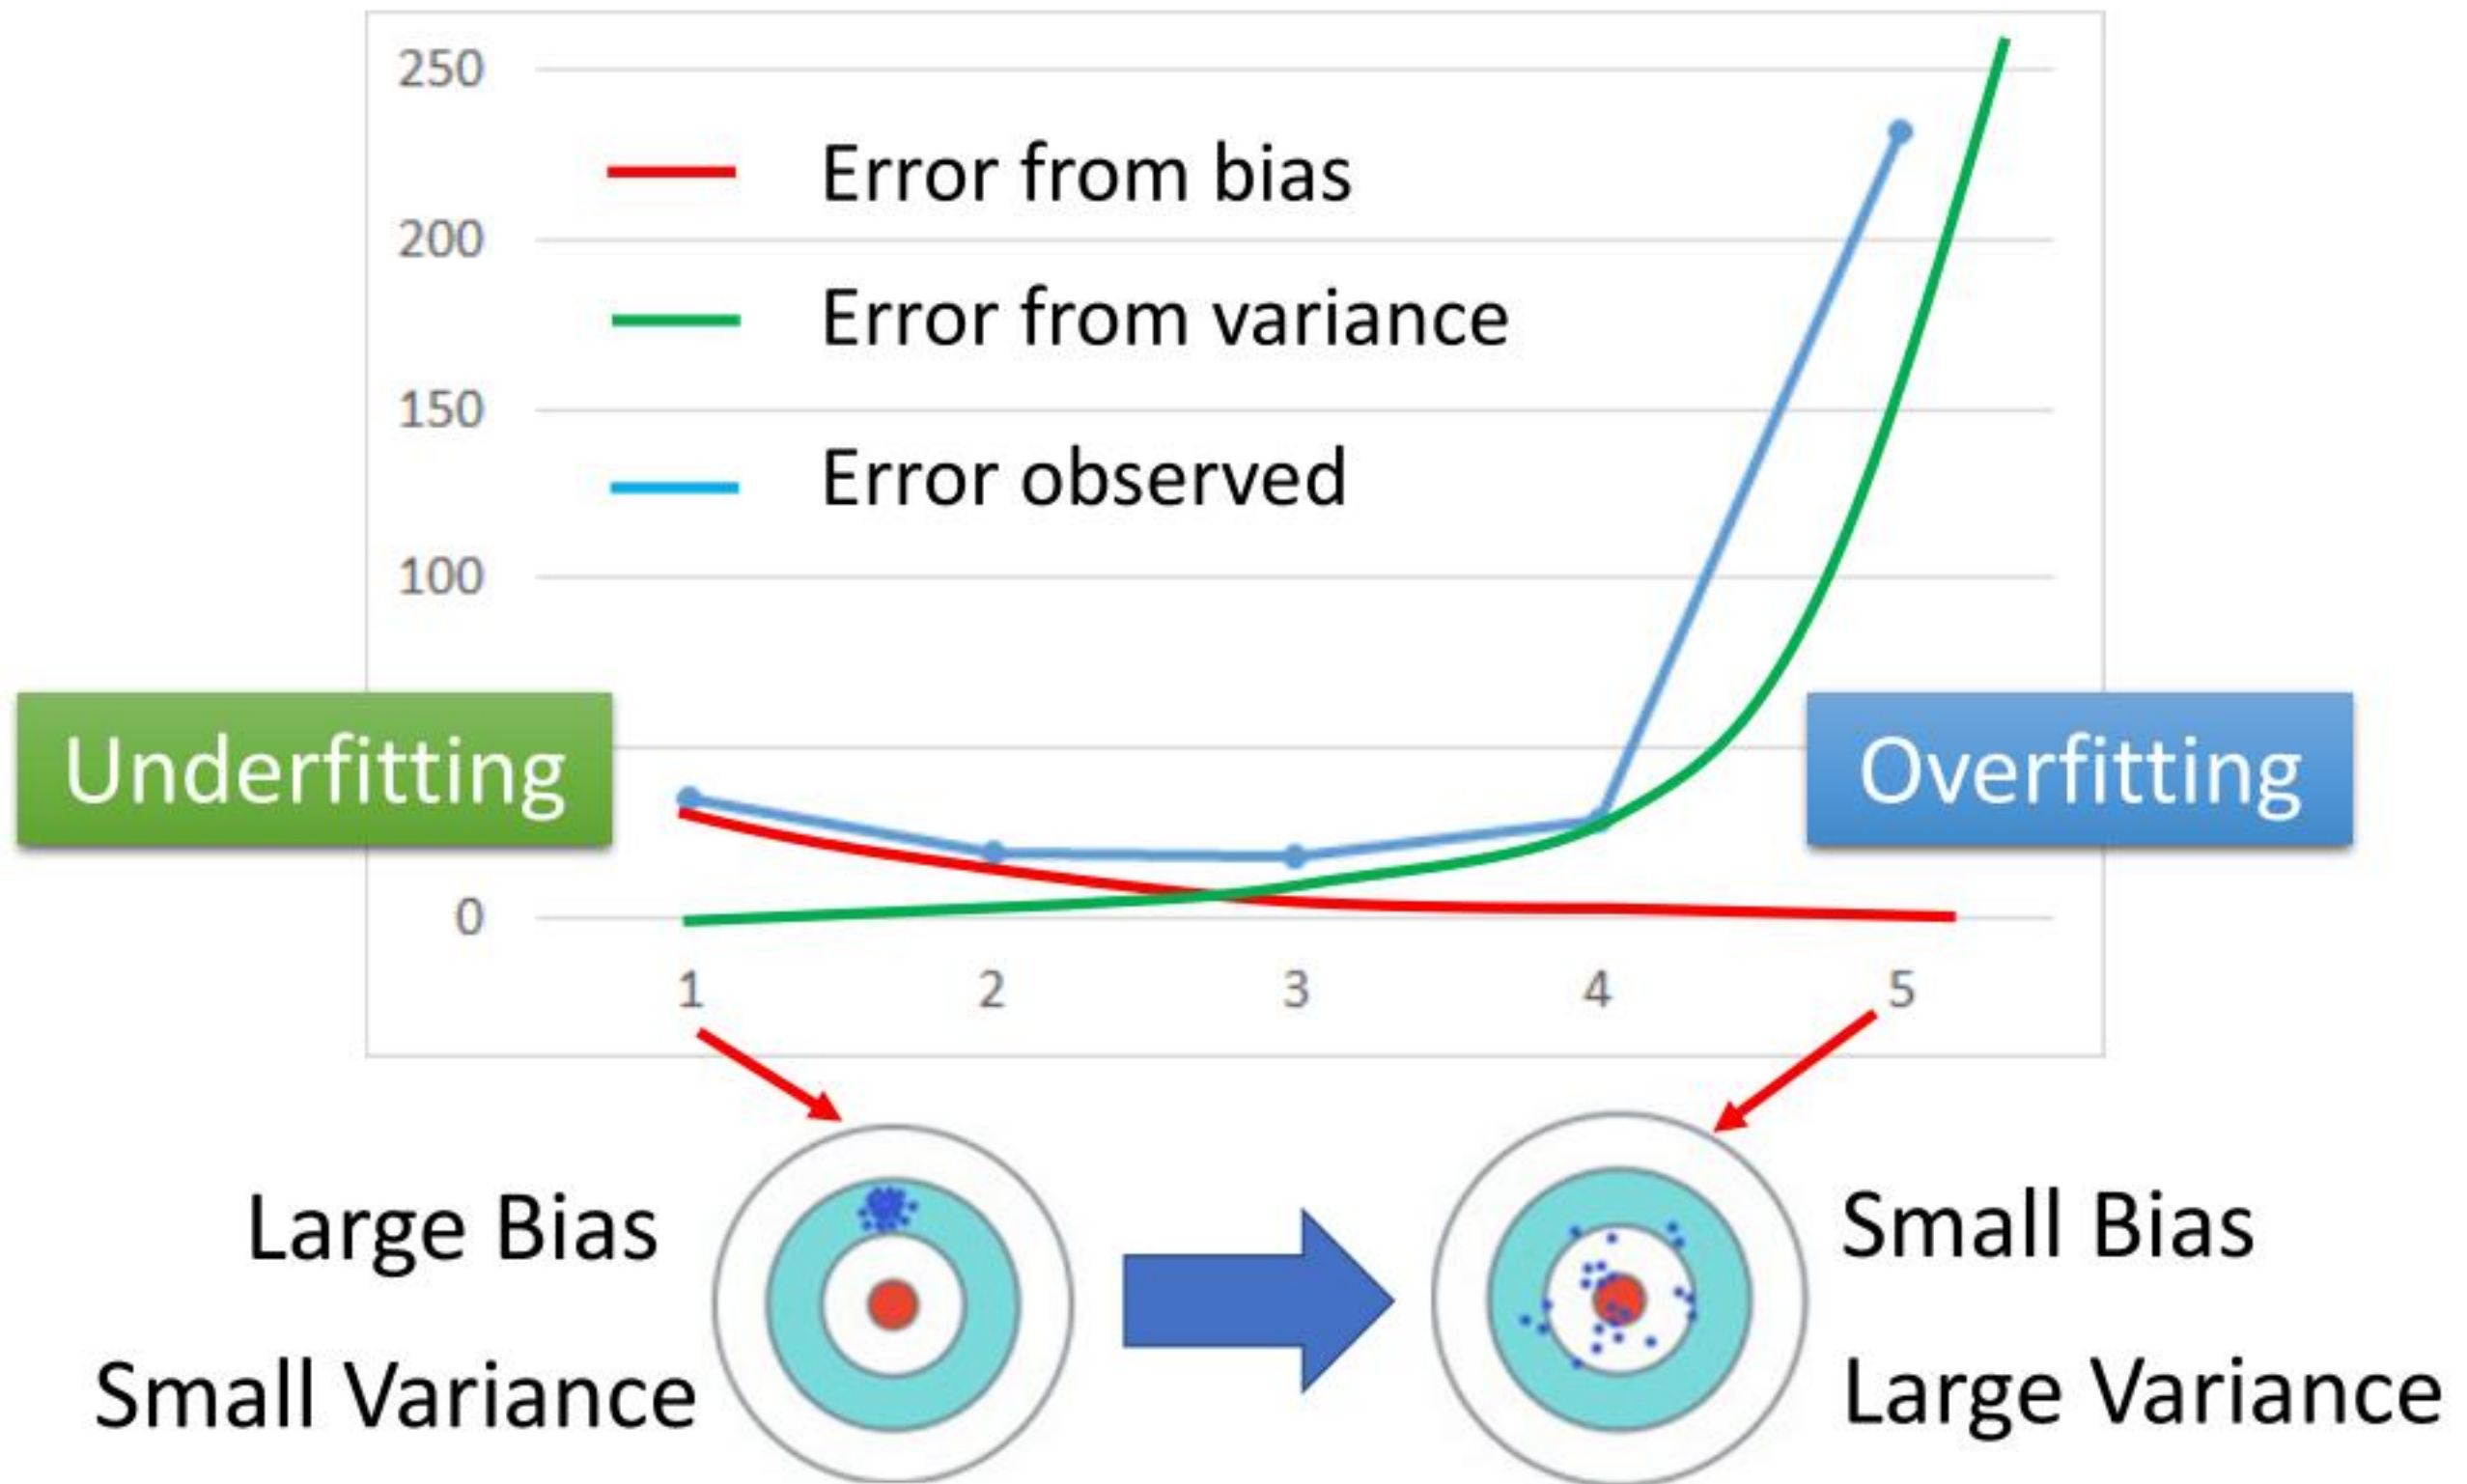 250
Error from bias
200
Error from variance
150
Error observed
100
Underfitting
Overfitting
0
1 2 3 4 5
Large Bias
Small Variance
Small Bias
Large Variance